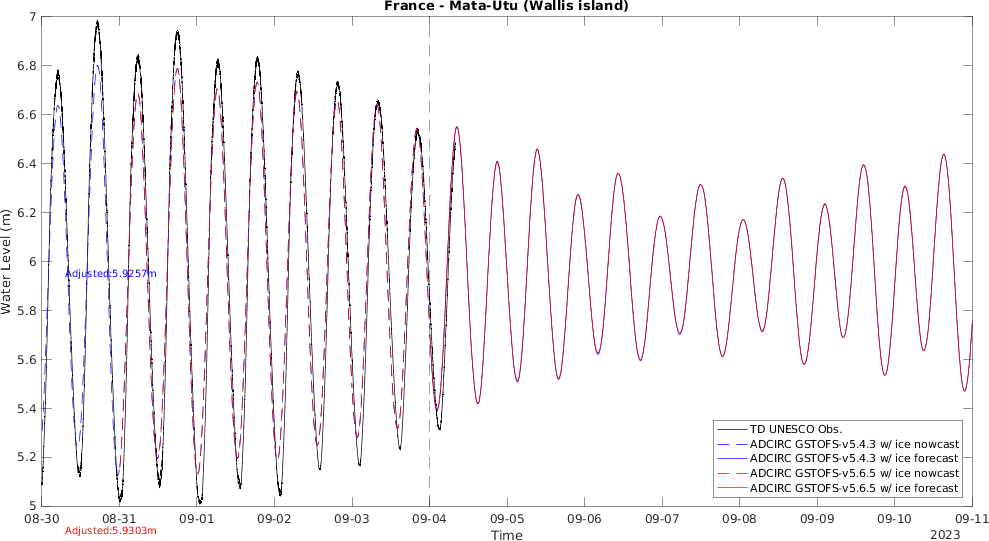 France - Mata-Utu (Wallis island)
7
6.8
6.6
6.4
6.2
6
5.8
5.6
5.4
5.2
5
Water Level (m)
Adjusted:5.9257m
TD UNESCO Obs.
ADCIRC GSTOFS-v5.4.3 w/ ice nowcast
ADCIRC GSTOFS-v5.4.3 w/ ice forecast
ADCIRC GSTOFS-v5.6.5 w/ ice nowcast
ADCIRC GSTOFS-v5.6.5 w/ ice forecast
08-30 08-31 09-01 09-02 09-03 09-04 09-05 09-06 09-07 09-08 09-09 09-10 09-11
Adjusted:5.9303m
Time
2023